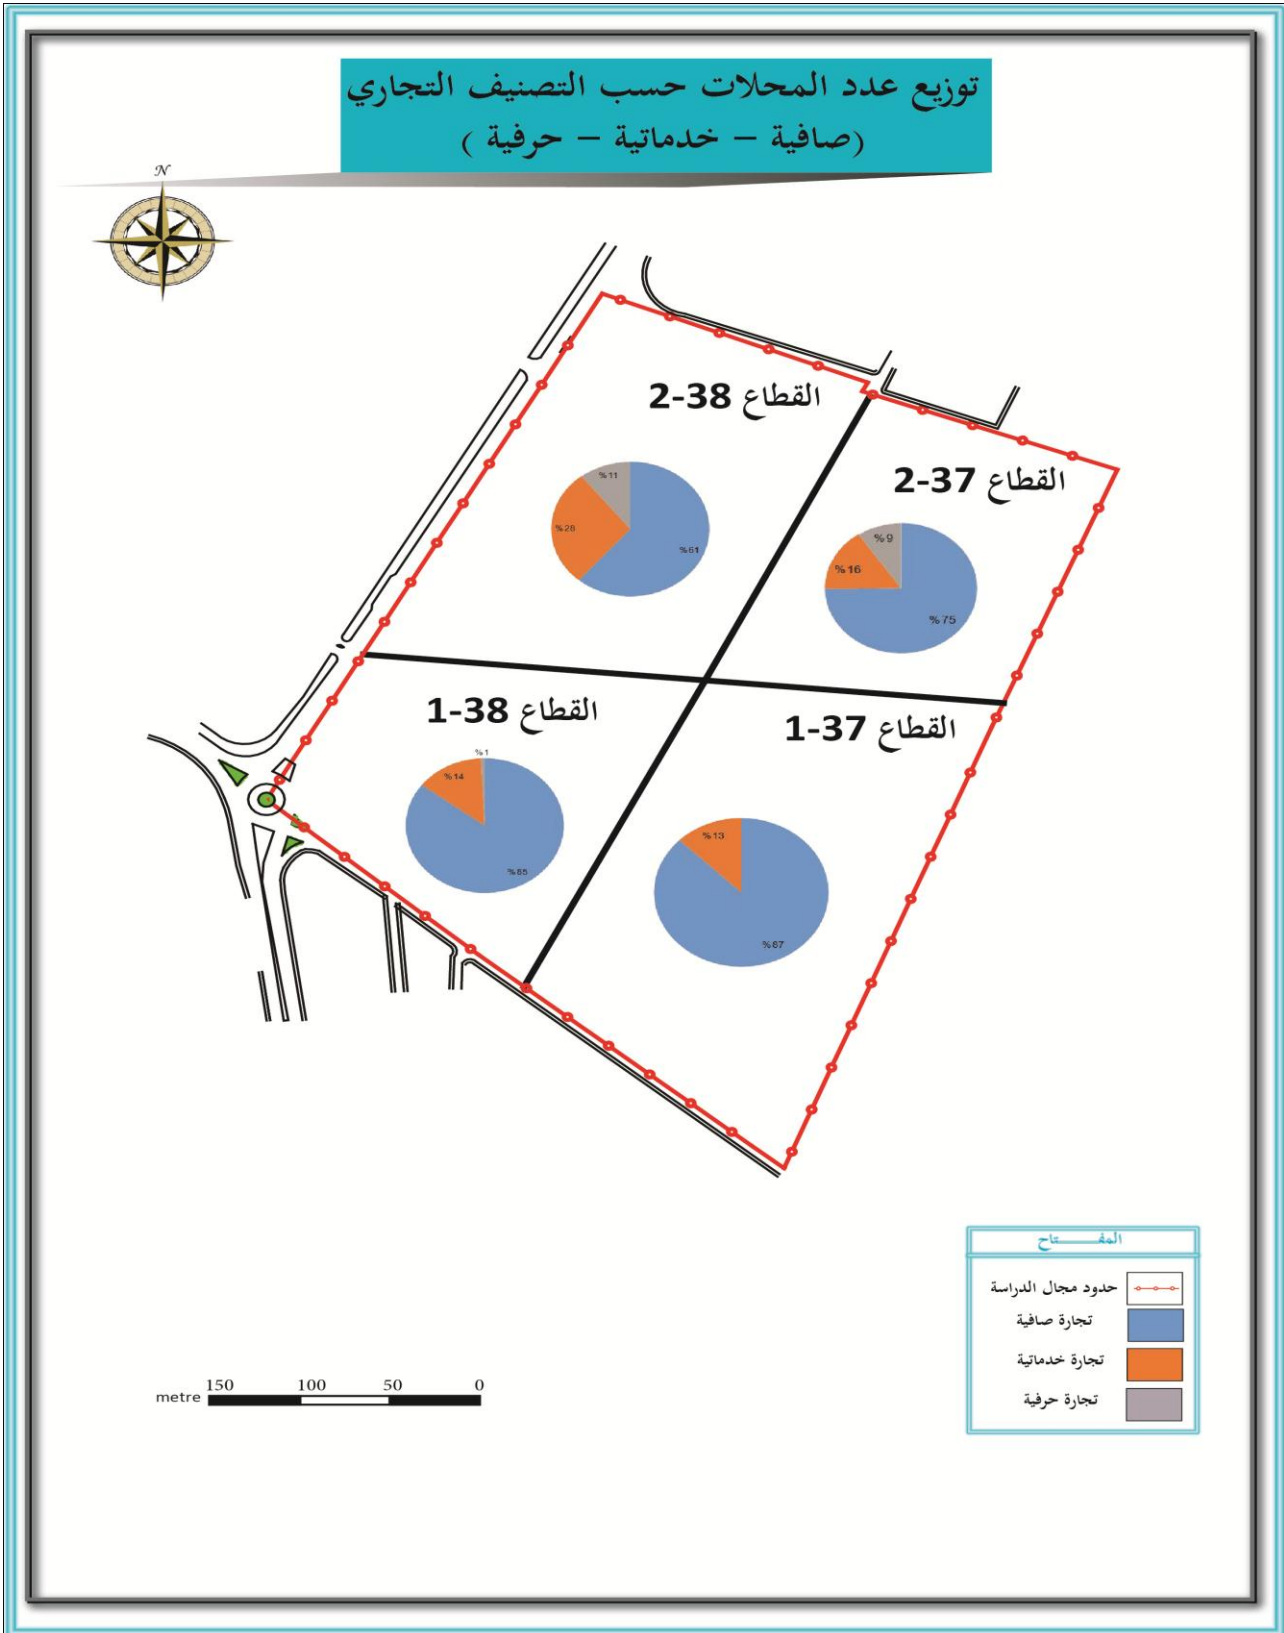 توزيع عدد المحلات حسب التصنيف التجاري
(صافية – خدماتية – حرفية )
N
القطاع 38-2
%11
%28
%61
القطاع 37-2
%9
%16
%75
القطاع 38-1
%1
%14
%85
القطاع 37-1
%13
%87
المفـــــتاح
حدود مجال الدراسة
تجارة صافية
تجارة خدماتية
تجارة حرفية
150 100 50 0
metre